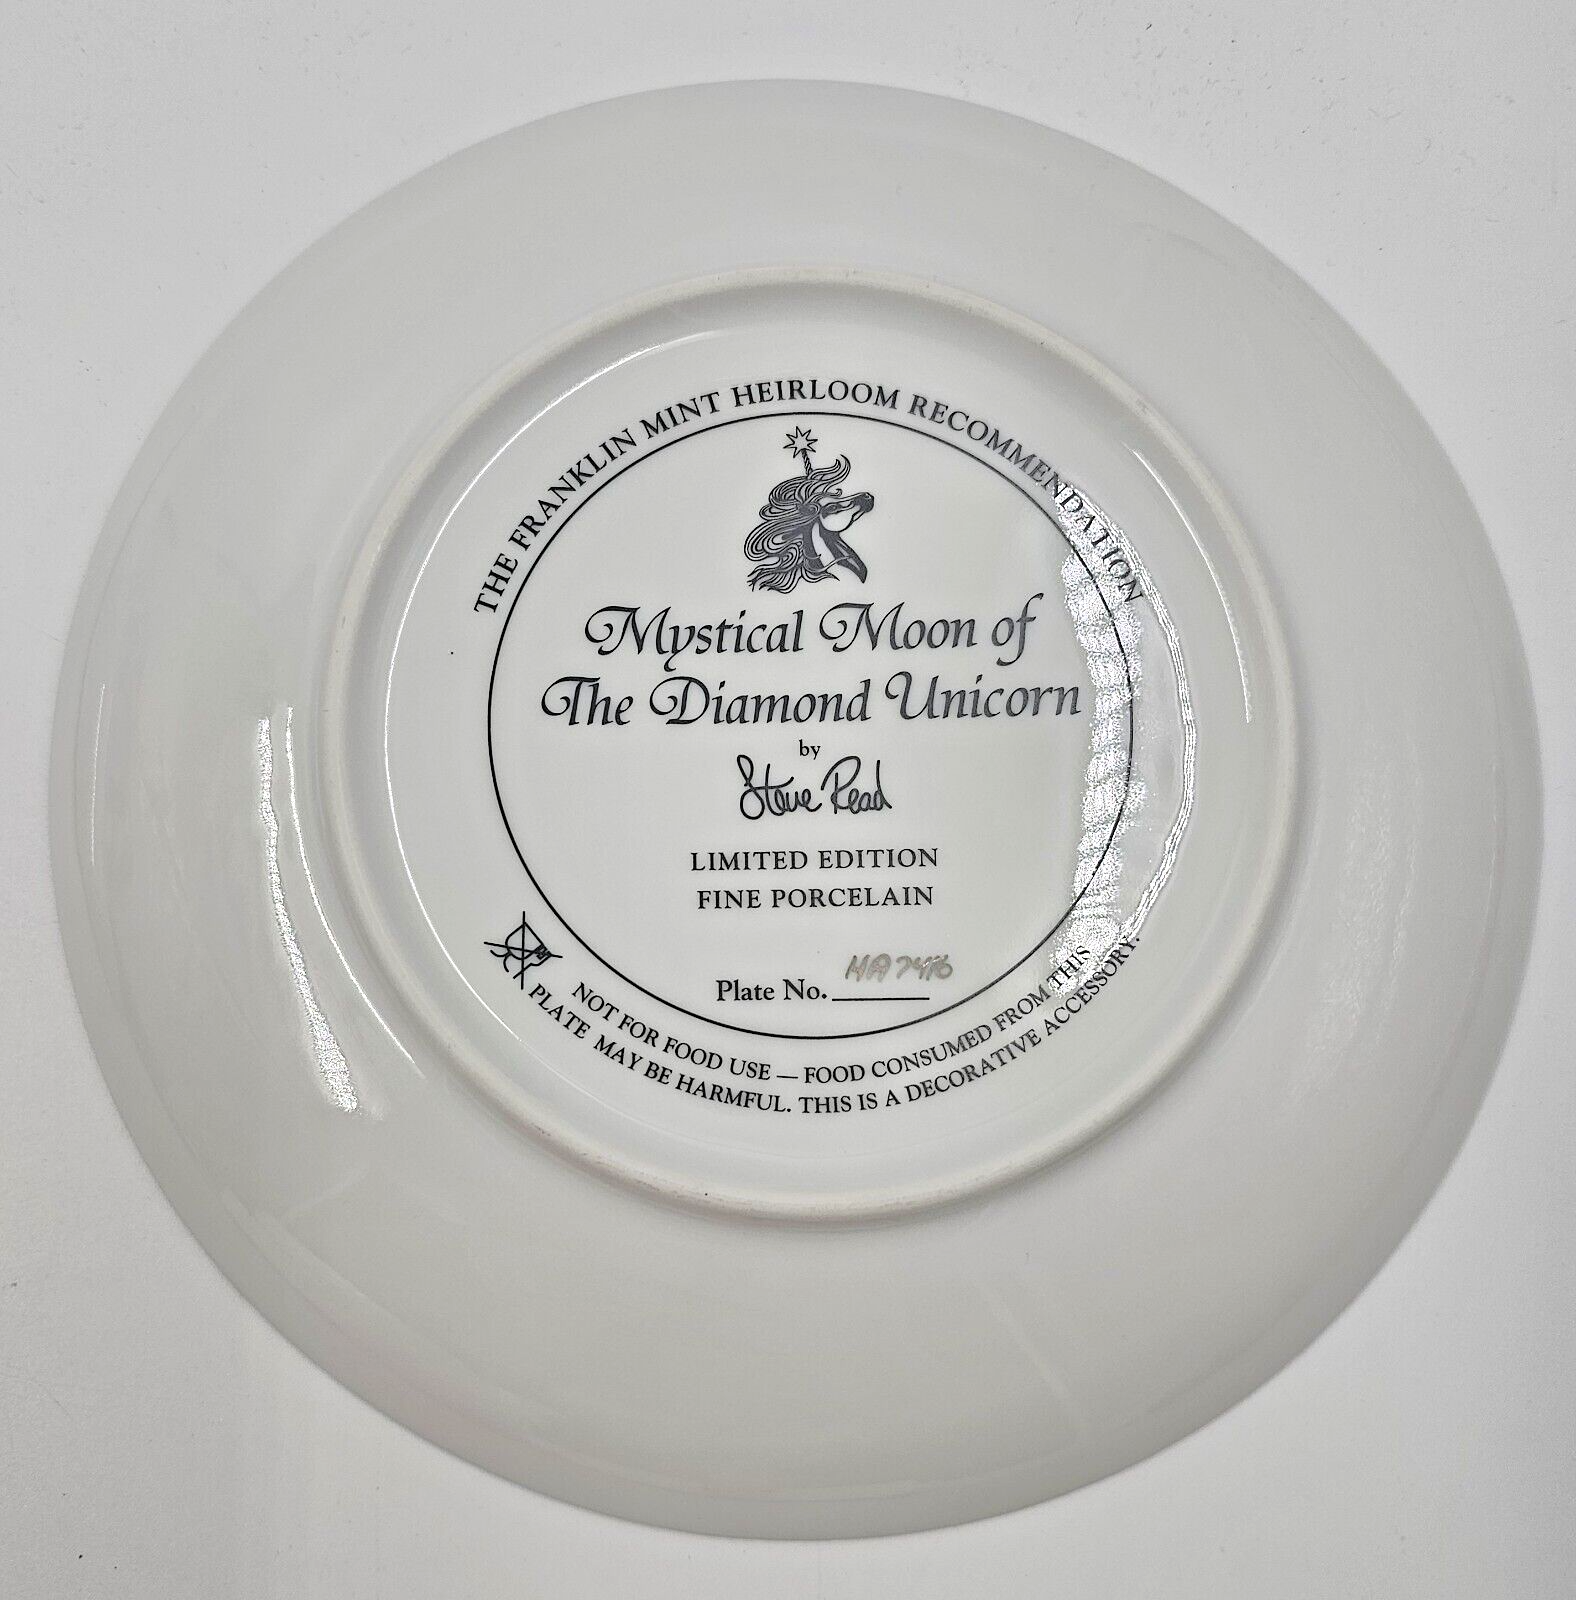 THE FRANKLIN MINT HEIRLOOM RECOMMENDATION
Mystical Moon of
The Diamond Unicorn
by
Steve Read
LIMITED EDITION
FINE PORCELAIN
Plate No. HA7476
NOT FOR FOOD USE — FOOD CONSUMED FROM THIS
PLATE MAY BE HARMFUL. THIS IS A DECORATIVE ACCESSORY.